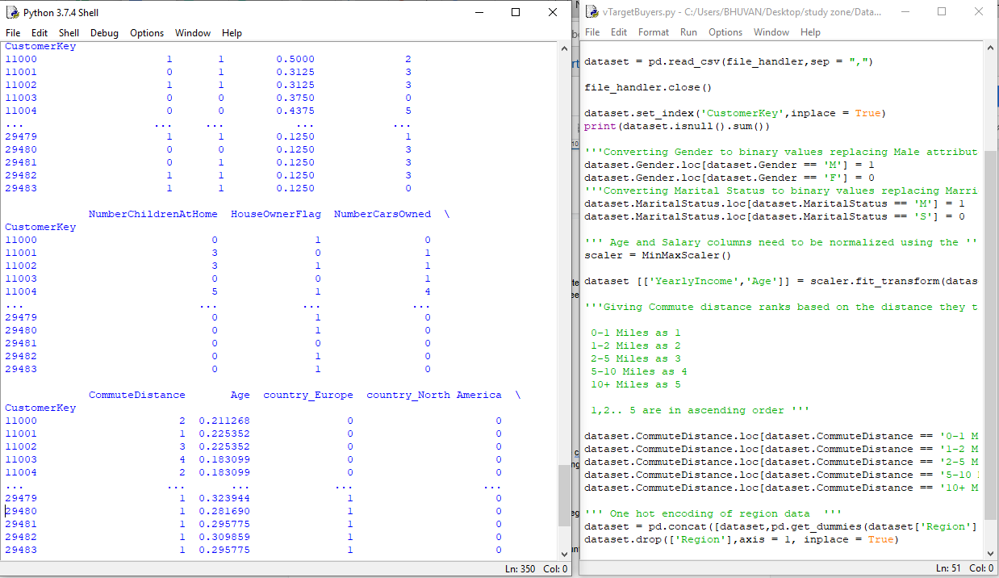 Python 3.7.4 Shell
File Edit Shell Debug Options Window Help
CustomerKey
11000 1 1 0.5000 2
11001 0 1 0.3125 3
11002 1 1 0.3125 3
11003 0 0 0.3750 0
11004 0 0 0.4375 5
... ... ... ... ...
29479 1 1 0.1250 1
29480 0 0 0.1250 3
29481 0 1 0.1250 3
29482 1 1 0.1250 3
29483 1 1 0.1250 0
NumberChildrenAtHome HouseOwnerFlag NumberCarsOwned \
CustomerKey
11000 0 1 0
11001 3 0 1
11002 3 1 1
11003 0 0 1
11004 5 1 4
... ... ... ...
29479 0 1 0
29480 0 1 0
29481 0 0 0
29482 0 1 0
29483 0 1 0
CommuteDistance Age country_Europe country_North America \
CustomerKey
11000 2 0.211268 0 0
11001 1 0.225352 0 0
11002 3 0.225352 0 0
11003 4 0.183099 0 0
11004 2 0.183099 0 0
... ... ... ... ...
29479 1 0.323944 1 0
29480 1 0.281690 1 0
29481 1 0.295775 1 0
29482 1 0.309859 1 0
29483 1 0.295775 1 0
Ln: 350 Col: 0
vTargetBuyers.py - C:/Users/BHUVAN/Desktop/study zone/Data...
File Edit Format Run Options Window Help
dataset = pd.read_csv(file_handler,sep = ",")
file_handler.close()
dataset.set_index('CustomerKey',inplace = True)
print(dataset.isnull().sum())
'''Converting Gender to binary values replacing Male attribut
dataset.Gender.loc[dataset.Gender == 'M'] = 1
dataset.Gender.loc[dataset.Gender == 'F'] = 0
'''Converting Marital Status to binary values replacing Marri
dataset.MaritalStatus.loc[dataset.MaritalStatus == 'M'] = 1
dataset.MaritalStatus.loc[dataset.MaritalStatus == 'S'] = 0
''' Age and Salary columns need to be normalized using the ''
scaler = MinMaxScaler()
dataset [['YearlyIncome','Age']] = scaler.fit_transform(datas
'''Giving Commute distance ranks based on the distance they t
0-1 Miles as 1
1-2 Miles as 2
2-5 Miles as 3
5-10 Miles as 4
10+ Miles as 5
1,2.. 5 are in ascending order '''
dataset.CommuteDistance.loc[dataset.CommuteDistance == '0-1 M
dataset.CommuteDistance.loc[dataset.CommuteDistance == '1-2 M
dataset.CommuteDistance.loc[dataset.CommuteDistance == '2-5 M
dataset.CommuteDistance.loc[dataset.CommuteDistance == '5-10
dataset.CommuteDistance.loc[dataset.CommuteDistance == '10+ M
''' One hot encoding of region data '''
dataset = pd.concat([dataset,pd.get_dummies(dataset['Region']
dataset.drop(['Region'],axis = 1, inplace = True)
Ln: 51 Col: 0